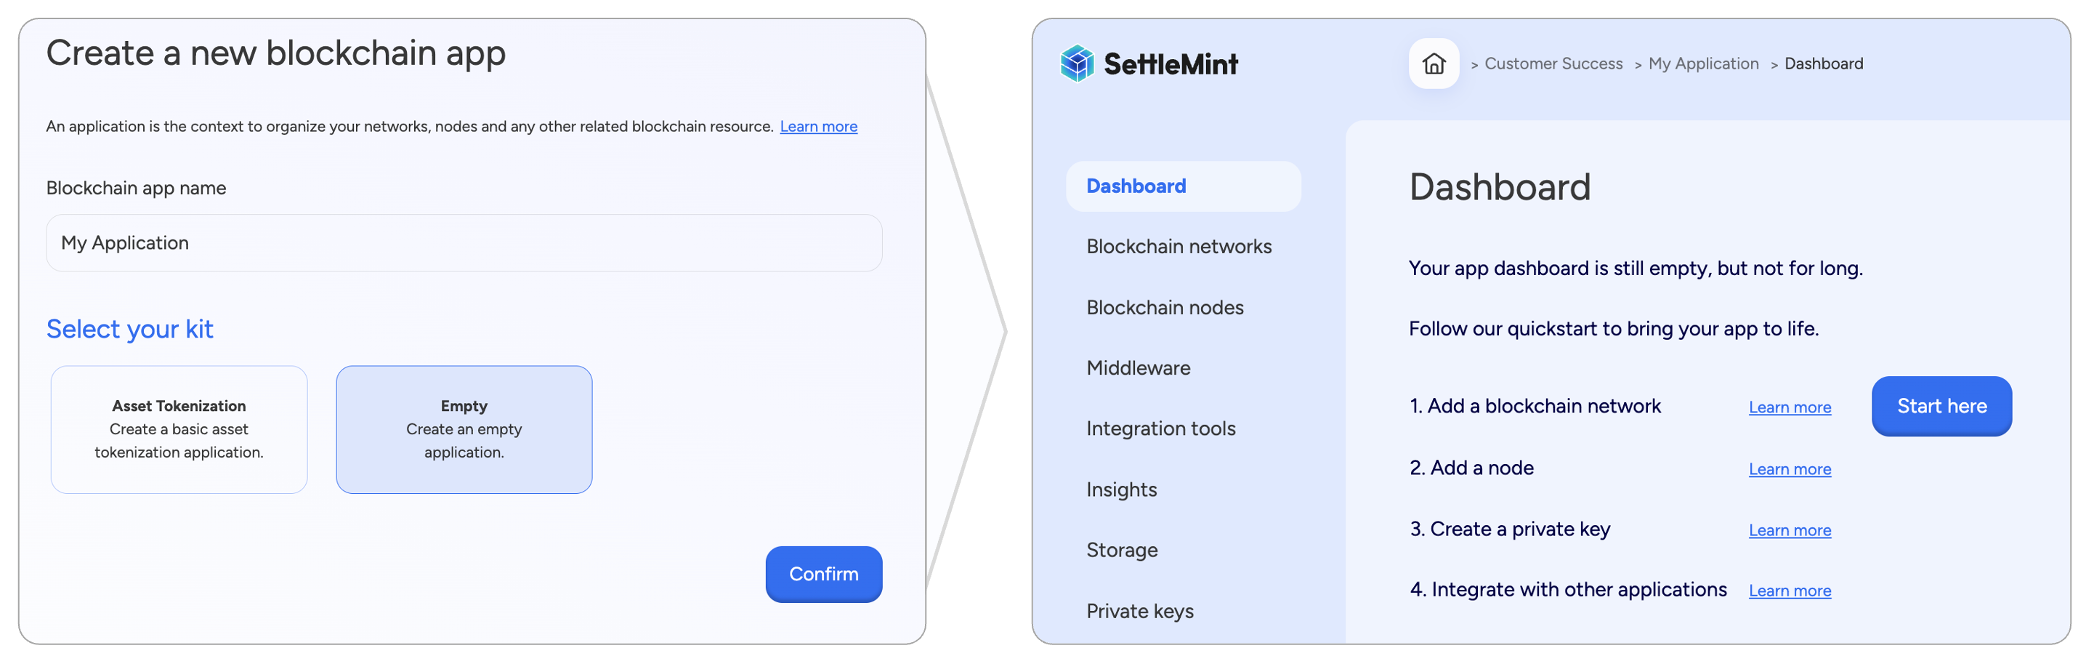 Create a new blockchain app
An application is the context to organize your networks, nodes and any other related blockchain resource. Learn more
Blockchain app name
My Application
Select your kit
Asset Tokenization
Create a basic asset
tokenization application.
Empty
Create an empty
application.
Confirm
SettleMint
> Customer Success > My Application > Dashboard
Dashboard
Blockchain networks
Blockchain nodes
Middleware
Integration tools
Insights
Storage
Private keys
Dashboard
Your app dashboard is still empty, but not for long.
Follow our quickstart to bring your app to life.
1. Add a blockchain network Learn more Start here
2. Add a node Learn more
3. Create a private key Learn more
4. Integrate with other applications Learn more